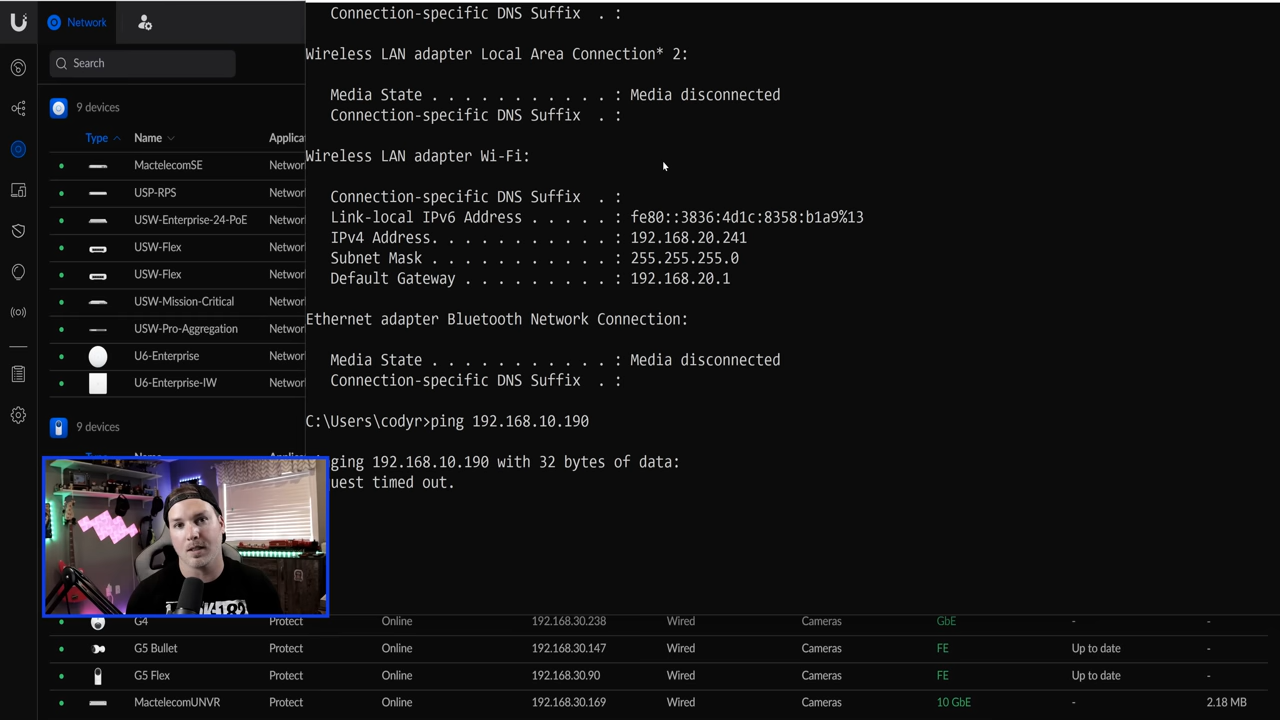 Network
Search
9 devices
Type Name Applica
MactelecomSE Networ
USP-RPS Networ
USW-Enterprise-24-PoE Networ
USW-Flex Networ
USW-Flex Networ
USW-Mission-Critical Networ
USW-Pro-Aggregation Networ
U6-Enterprise Networ
U6-Enterprise-IW Networ
9 devices
Connection-specific DNS Suffix . :
Wireless LAN adapter Local Area Connection* 2:
Media State . . . . . . . . . . . : Media disconnected
Connection-specific DNS Suffix . :
Wireless LAN adapter Wi-Fi:
Connection-specific DNS Suffix . :
Link-local IPv6 Address . . . . . : fe80::3836:4d1c:8358:b1a9%13
IPv4 Address. . . . . . . . . . . : 192.168.20.241
Subnet Mask . . . . . . . . . . . : 255.255.255.0
Default Gateway . . . . . . . . . : 192.168.20.1
Ethernet adapter Bluetooth Network Connection:
Media State . . . . . . . . . . . : Media disconnected
Connection-specific DNS Suffix . :
C:\Users\codyr>ping 192.168.10.190
ging 192.168.10.190 with 32 bytes of data:
uest timed out.
G4 Protect Online 192.168.30.238 Wired Cameras GbE - -
G5 Bullet Protect Online 192.168.30.147 Wired Cameras FE Up to date -
G5 Flex Protect Online 192.168.30.90 Wired Cameras FE Up to date -
MactelecomUNVR Protect Online 192.168.30.169 Wired Cameras 10 GbE - 2.18 MB